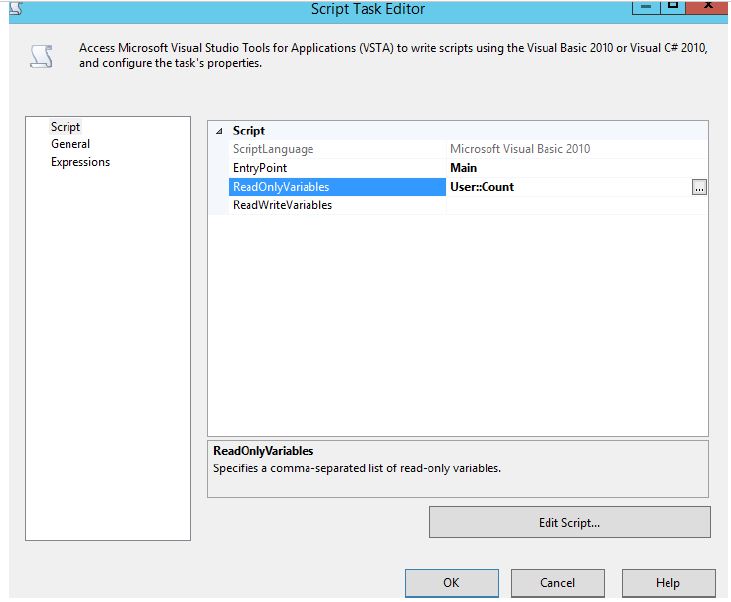 Script Task Editor
Access Microsoft Visual Studio Tools for Applications (VSTA) to write scripts using the Visual Basic 2010 or Visual C# 2010,
and configure the task's properties.
Script
General
Expressions
Script
ScriptLanguage Microsoft Visual Basic 2010
EntryPoint Main
ReadOnlyVariables User::Count ...
ReadWriteVariables
ReadOnlyVariables
Specifies a comma-separated list of read-only variables.
Edit Script...
OK Cancel Help